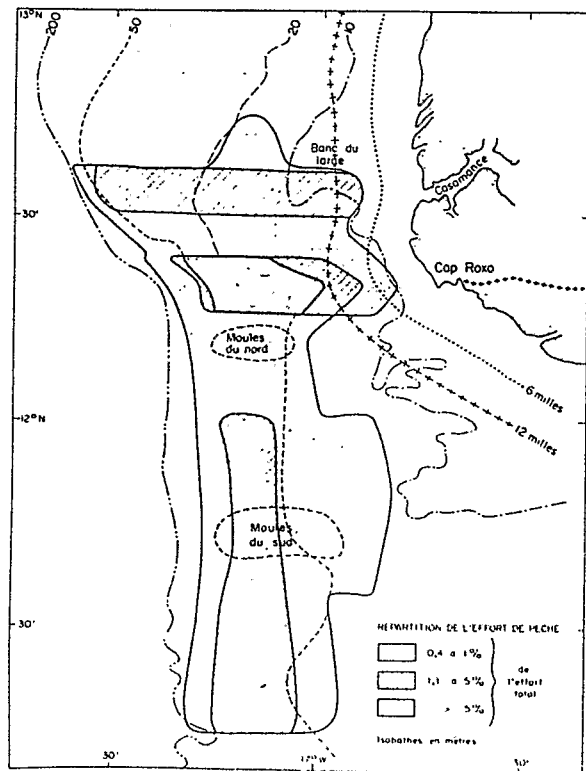 13°N
200
50
20
10
Banc du
large
Casamance
30'
Cap Roxo
Moules
du nord
6 milles
12°N
12 milles
Moules
du sud
30'
RÉPARTITION DE L'EFFORT DE PÊCHE
0,4 à 1%
1,1 à 5%
> 5%
de
l'effort
total
Isobathes en mètres
30'
17°W
30'